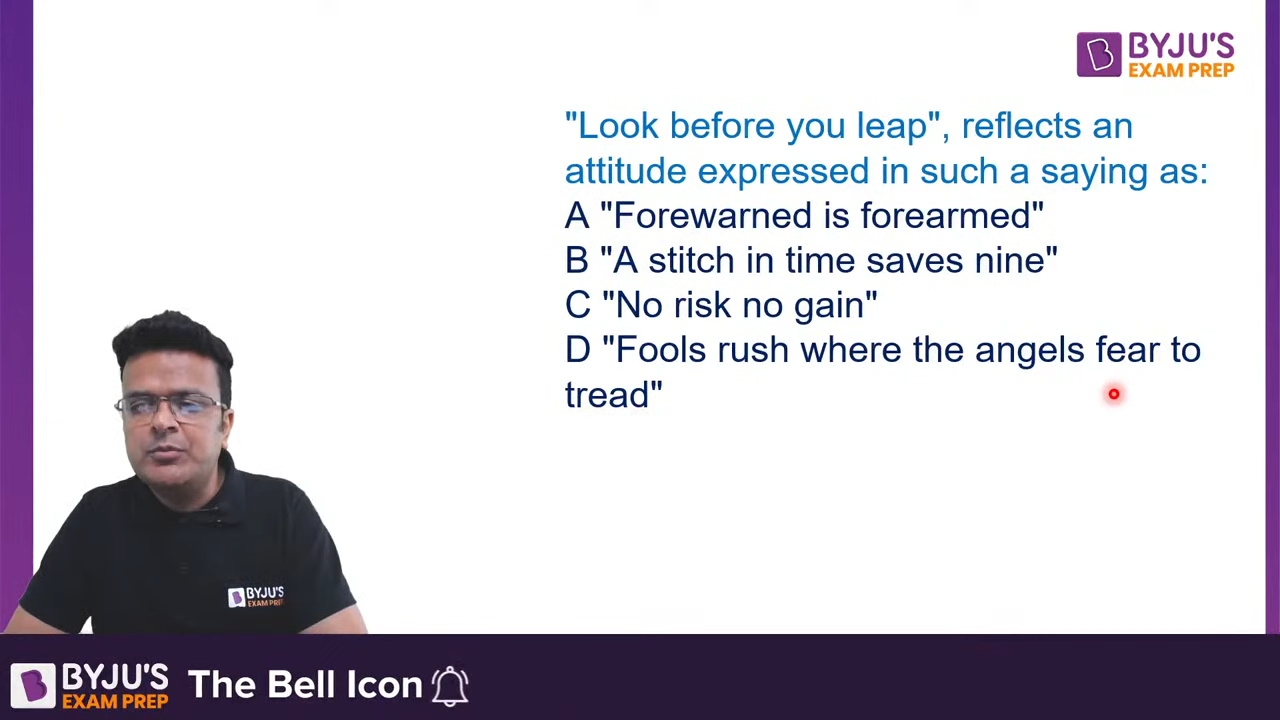 BYJU'S
EXAM PREP
"Look before you leap", reflects an
attitude expressed in such a saying as:
A "Forewarned is forearmed"
B "A stitch in time saves nine"
C "No risk no gain"
D "Fools rush where the angels fear to
tread"
BYJU'S
EXAM PREP
BYJU'S
EXAM PREP
The Bell Icon